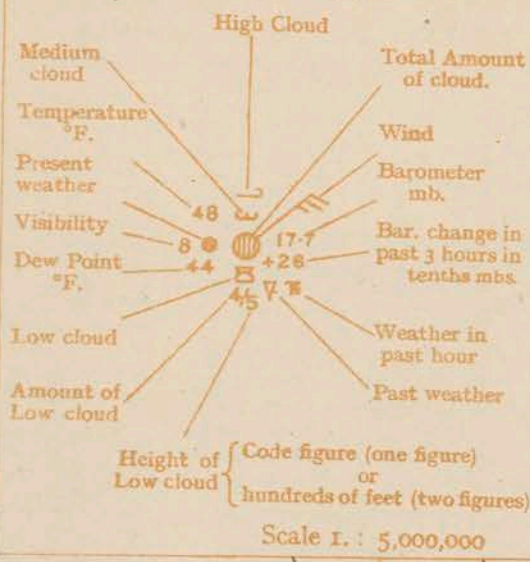 High Cloud
Medium
cloud
Total Amount
of cloud.
Temperature
°F.
Wind
Present
weather
Barometer
mb.
Visibility
Bar. change in
past 3 hours in
tenths mbs.
Dew Point
°F.
48
8
17.7
44
+26
4/5
Low cloud
Weather in
past hour
Amount of
Low cloud
Past weather
Height of
Low cloud
Code figure (one figure)
or
hundreds of feet (two figures)
Scale 1. : 5,000,000